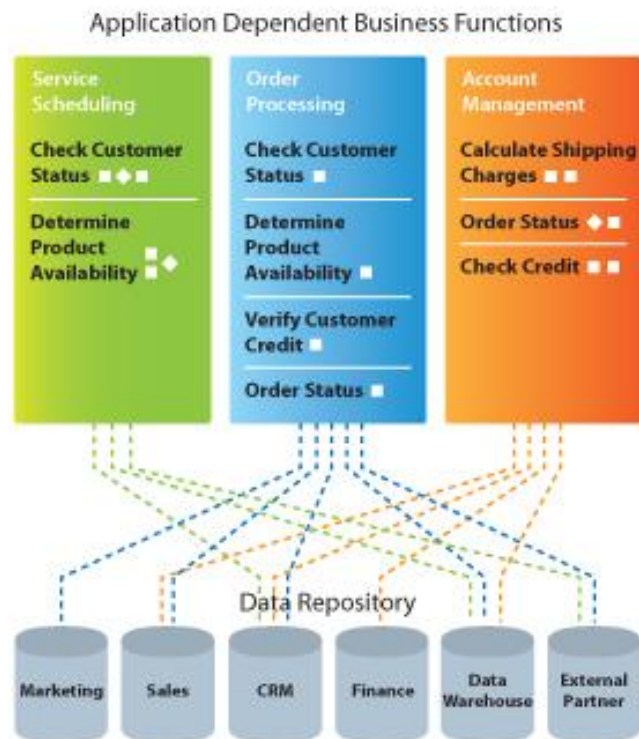 Application Dependent Business Functions
Service
Scheduling
Check Customer
Status
Determine
Product
Availability
Order
Processing
Check Customer
Status
Determine
Product
Availability
Verify Customer
Credit
Order Status
Account
Management
Calculate Shipping
Charges
Order Status
Check Credit
Data Repository
Marketing
Sales
CRM
Finance
Data
Warehouse
External
Partner